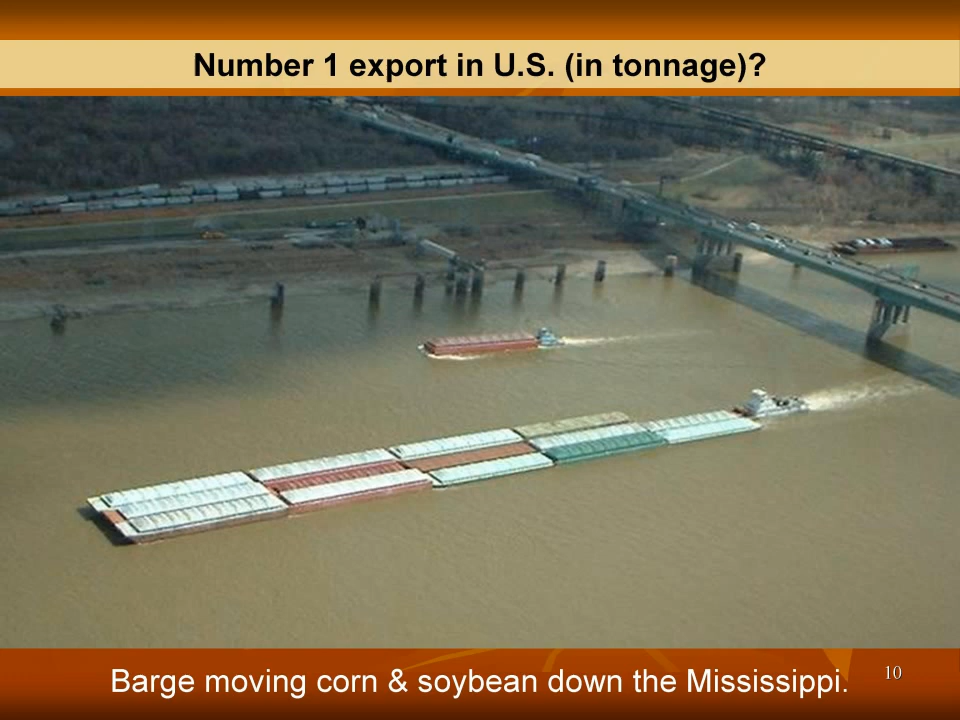 Number 1 export in U.S. (in tonnage)?
Barge moving corn & soybean down the Mississippi.
10